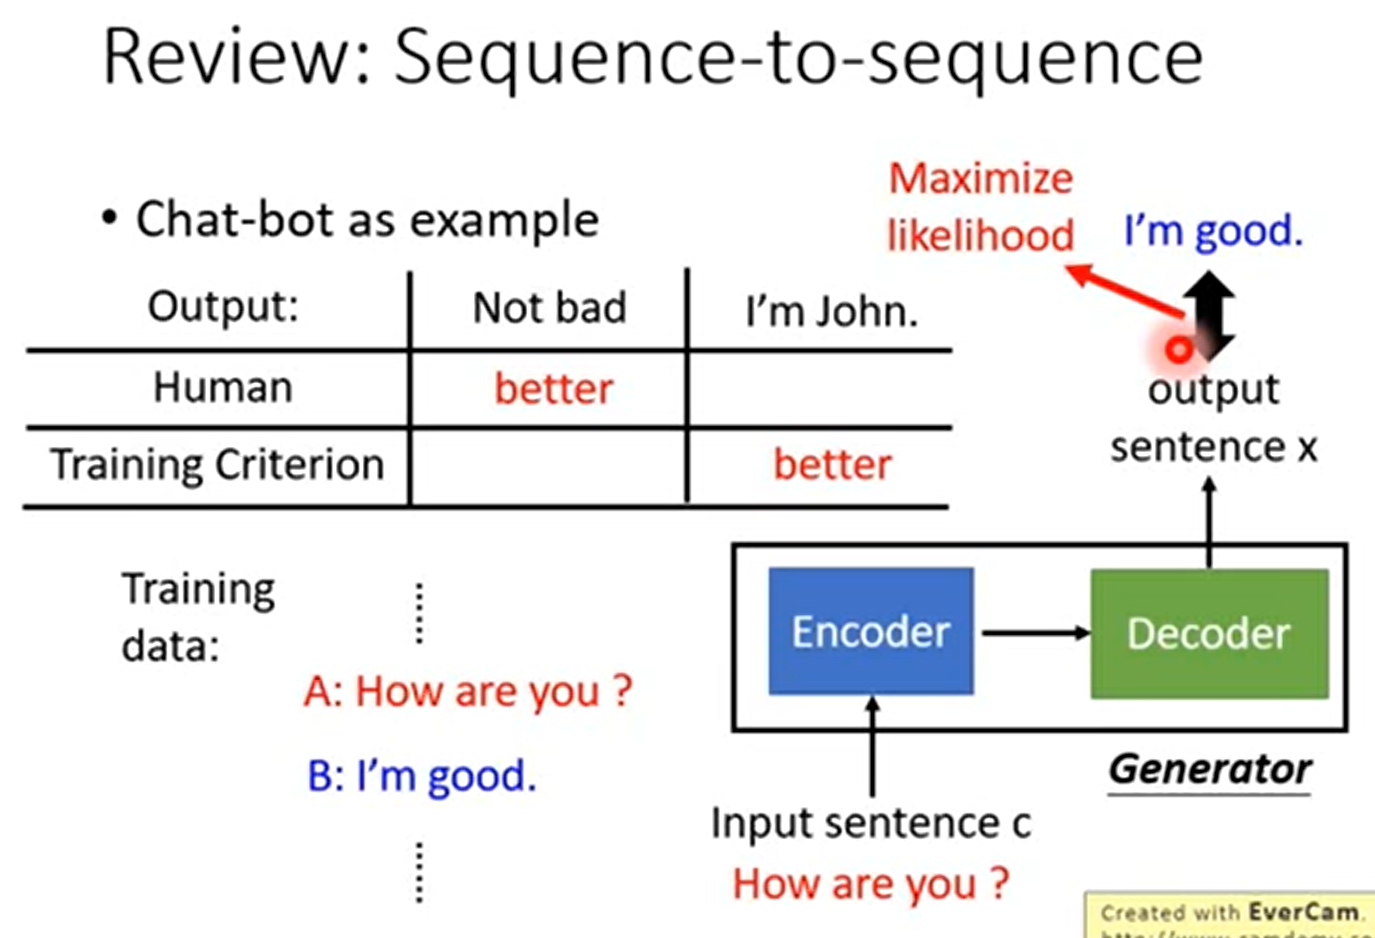 Review: Sequence-to-sequence
• Chat-bot as example
Output: Not bad I'm John.
Human better
Training Criterion better
Training
data:
A: How are you ?
B: I'm good.
Maximize
likelihood
I'm good.
output
sentence x
Encoder
Decoder
Generator
Input sentence c
How are you ?
Created with EverCam.